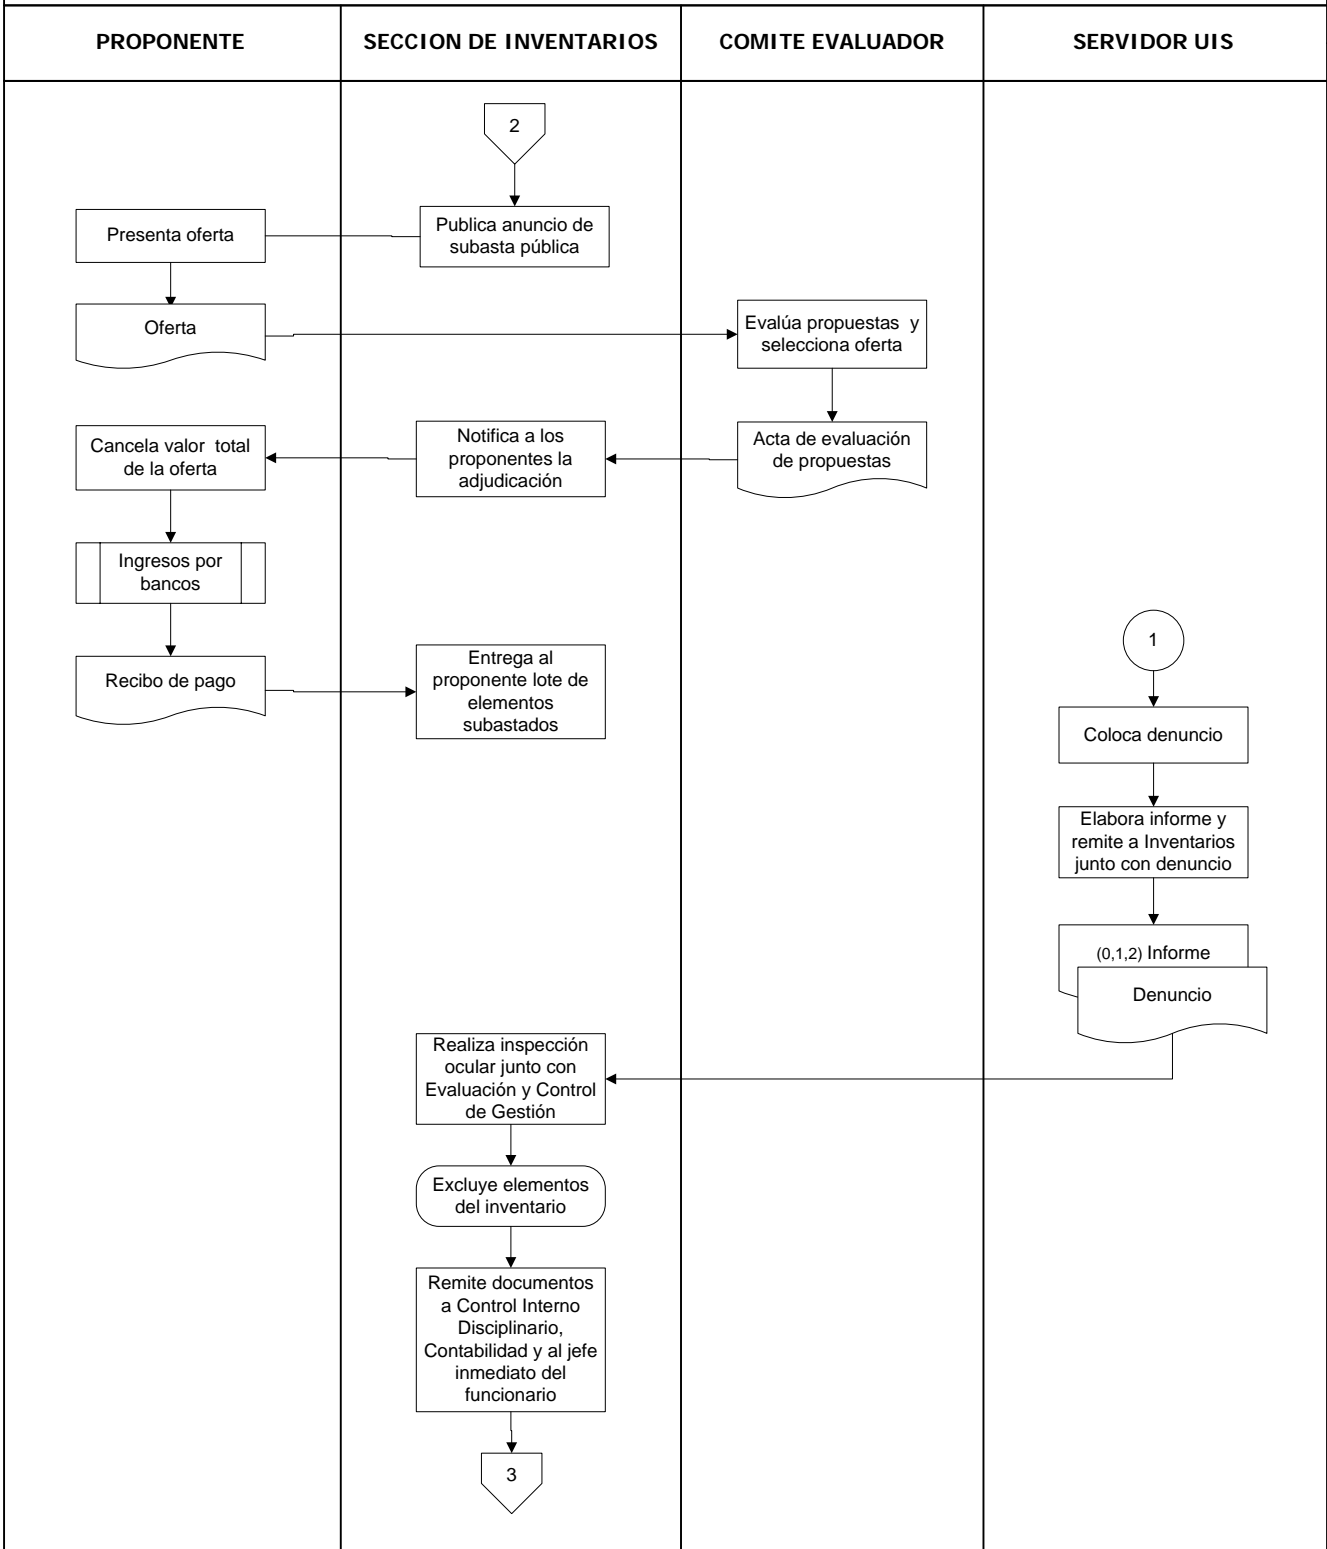 PROPONENTE
SECCION DE INVENTARIOS
COMITE EVALUADOR
SERVIDOR UIS
2
Presenta oferta
Publica anuncio de
subasta pública
Oferta
Evalúa propuestas y
selecciona oferta
Cancela valor total
de la oferta
Notifica a los
proponentes la
adjudicación
Acta de evaluación
de propuestas
Ingresos por
bancos
1
Recibo de pago
Entrega al
proponente lote de
elementos
subastados
Coloca denuncio
Elabora informe y
remite a Inventarios
junto con denuncio
(0,1,2) Informe
Denuncio
Realiza inspección
ocular junto con
Evaluación y Control
de Gestión
Excluye elementos
del inventario
Remite documentos
a Control Interno
Disciplinario,
Contabilidad y al jefe
inmediato del
funcionario
3